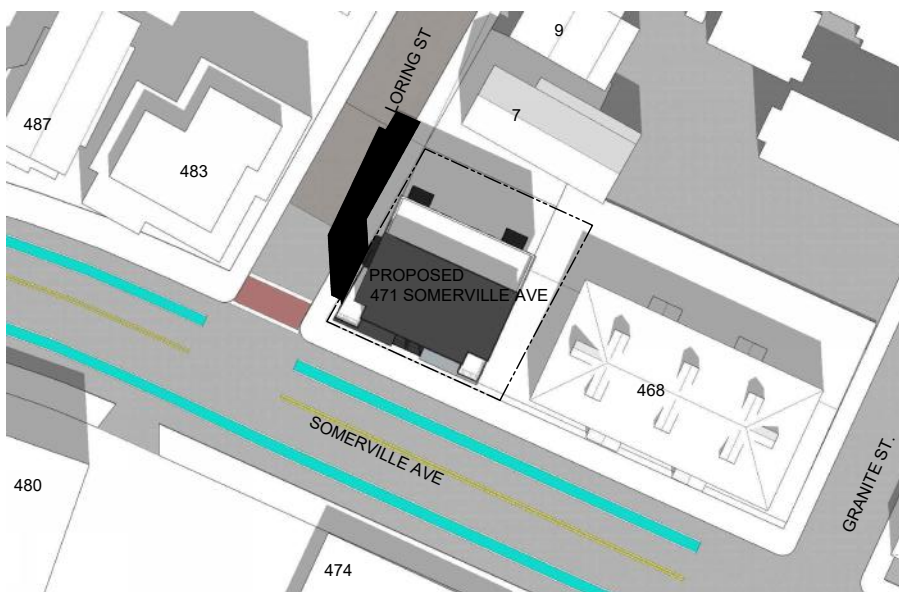 LORING ST
9
7
487
483
PROPOSED
471 SOMERVILLE AVE
468
SOMERVILLE AVE
GRANITE ST.
480
474